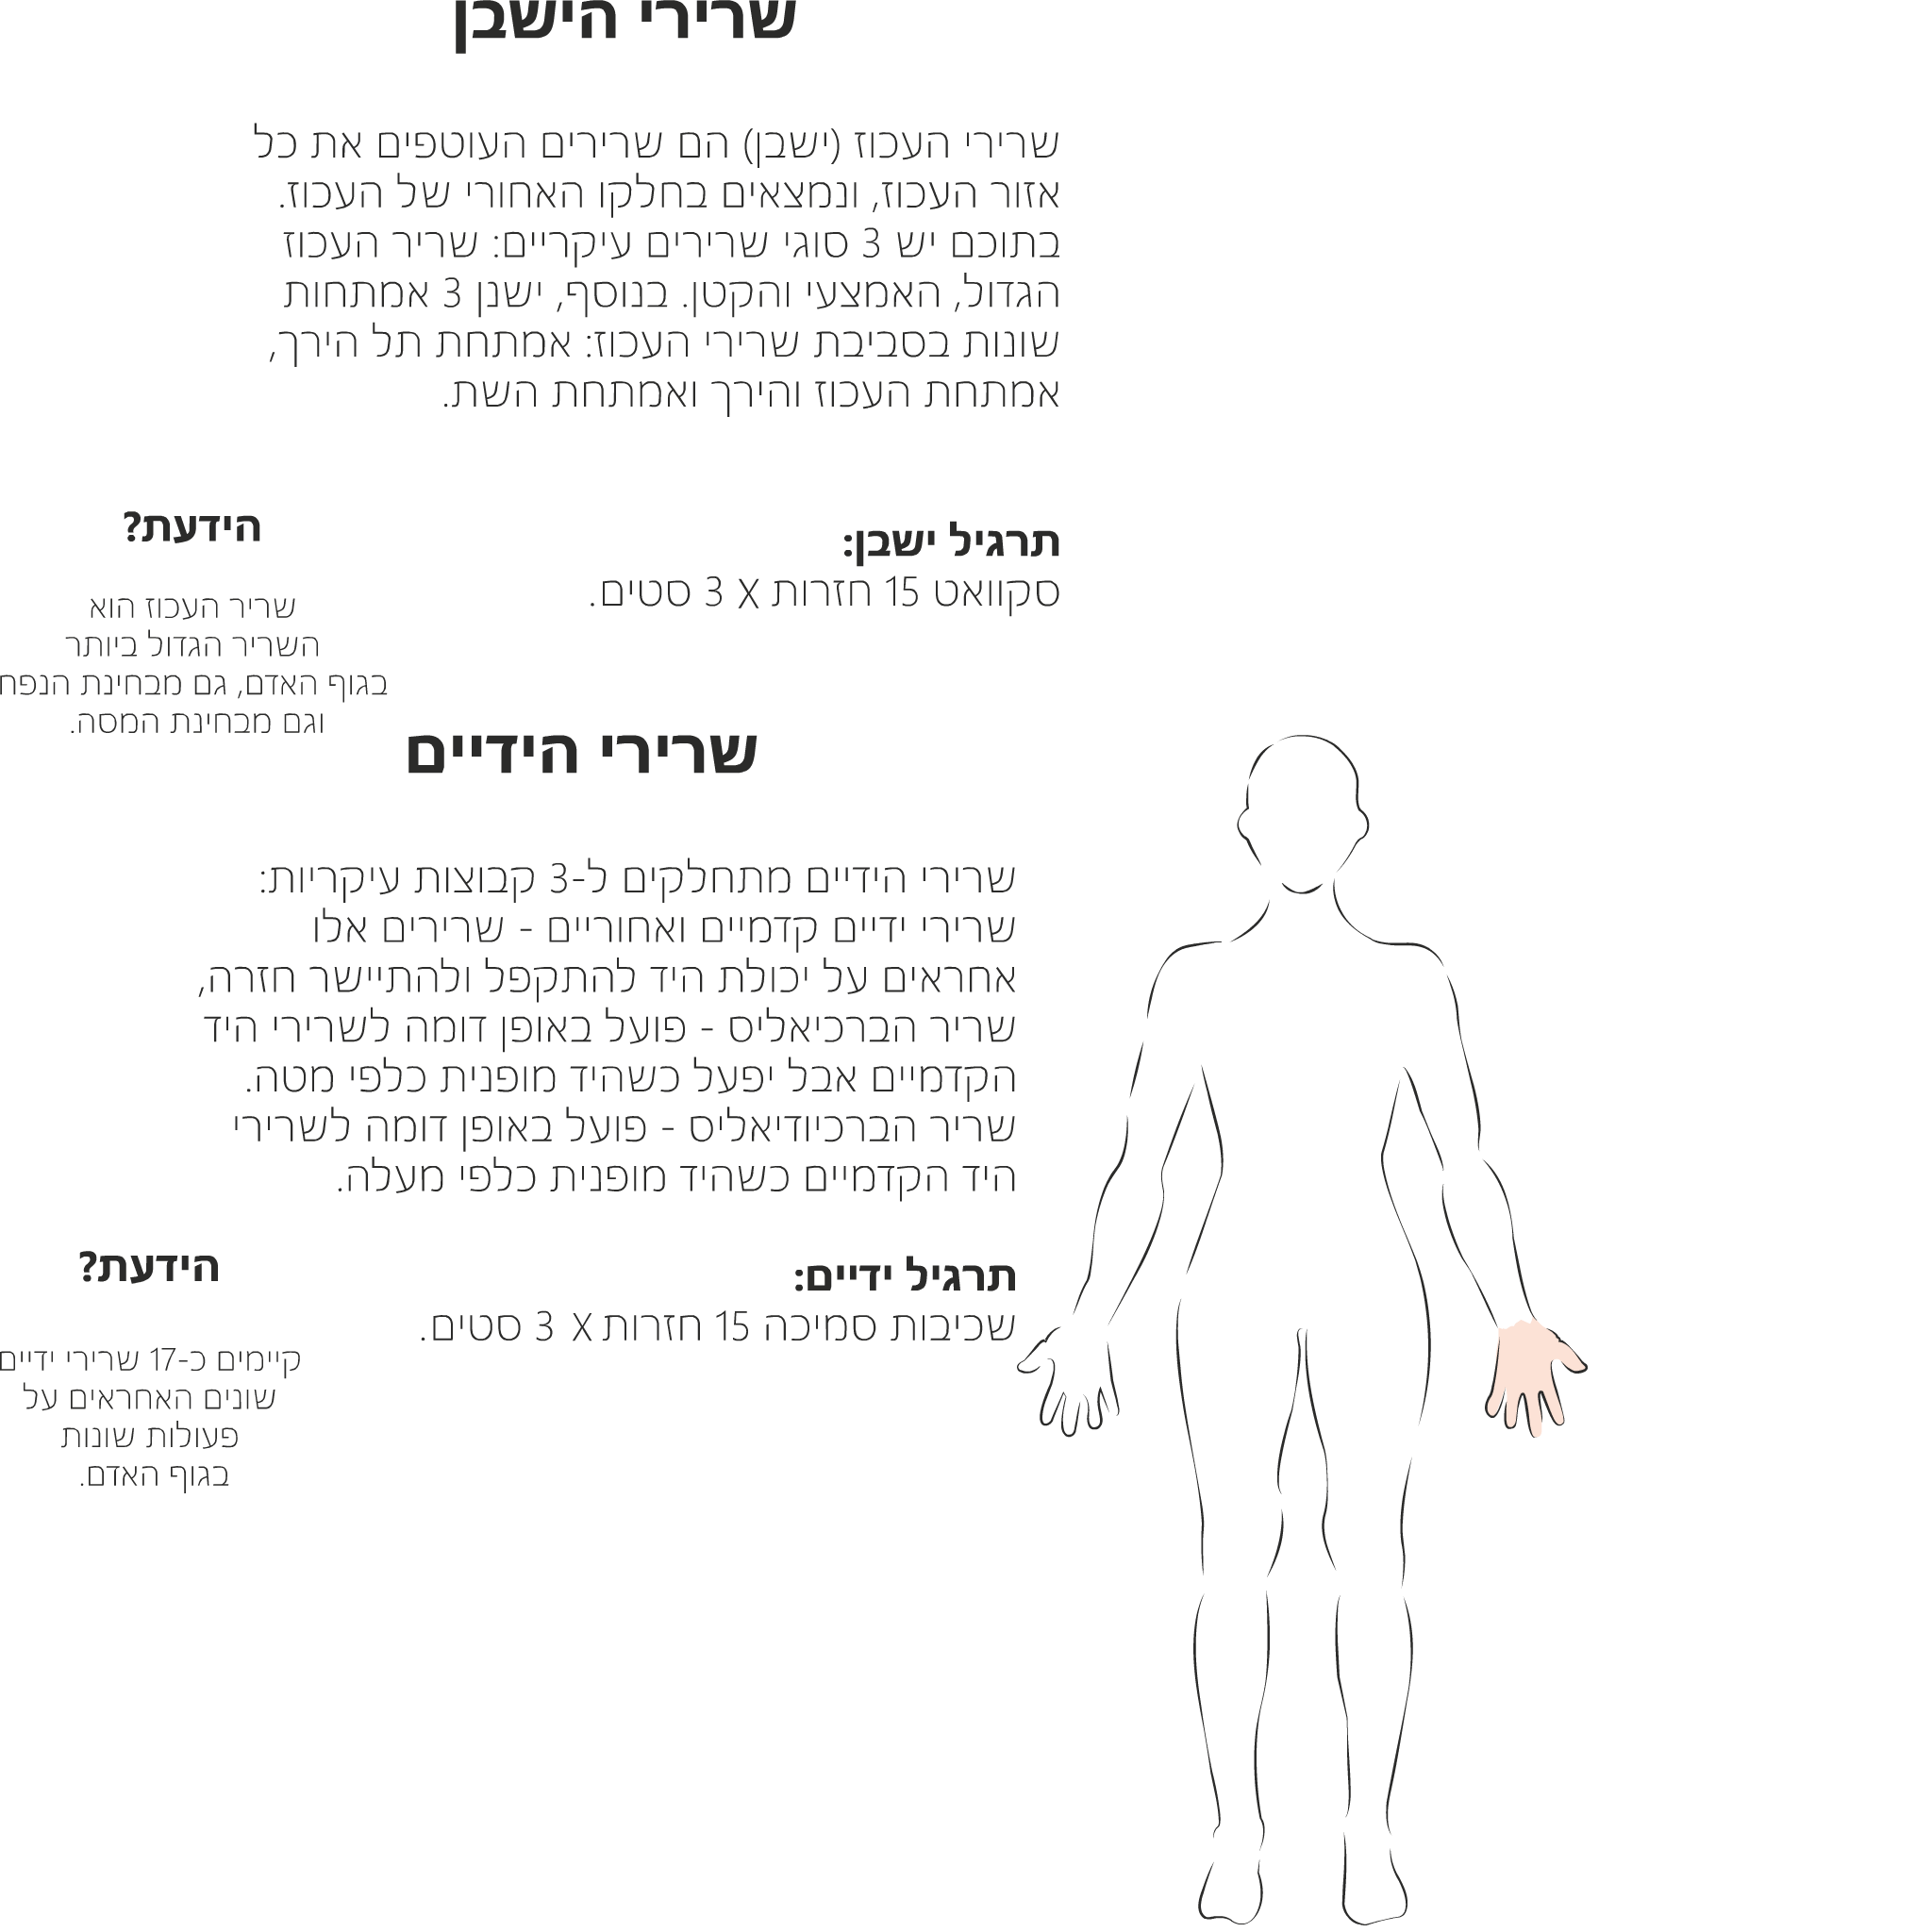 שרירי הישבן
שרירי העכוז (ישבן) הם שרירים העוטפים את כל
אזור העכוז, ונמצאים בחלקו האחורי של העכוז.
בתוכם יש 3 סוגי שרירים עיקריים: שריר העכוז
הגדול, האמצעי והקטן. בנוסף, ישנן 3 אמתחות
שונות בסביבת שרירי העכוז: אמתחת תל הירך,
אמתחת העכוז והירך ואמתחת השת.
תרגיל ישבן:
סקוואט 15 חזרות X 3 סטים.
הידעת?
שריר העכוז הוא
השריר הגדול ביותר
בגוף האדם, גם מבחינת הנפח
וגם מבחינת המסה.
שרירי הידיים
שרירי הידיים מתחלקים ל-3 קבוצות עיקריות:
שרירי ידיים קדמיים ואחוריים - שרירים אלו
אחראים על יכולת היד להתקפל ולהתיישר חזרה,
שריר הברכיאליס - פועל באופן דומה לשרירי היד
הקדמיים אבל יפעל כשהיד מופנית כלפי מטה.
שריר הברכיודיאליס - פועל באופן דומה לשרירי
היד הקדמיים כשהיד מופנית כלפי מעלה.
תרגיל ידיים:
שכיבות סמיכה 15 חזרות X 3 סטים.
הידעת?
קיימים כ-17 שרירי ידיים
שונים האחראים על
פעולות שונות
בגוף האדם.